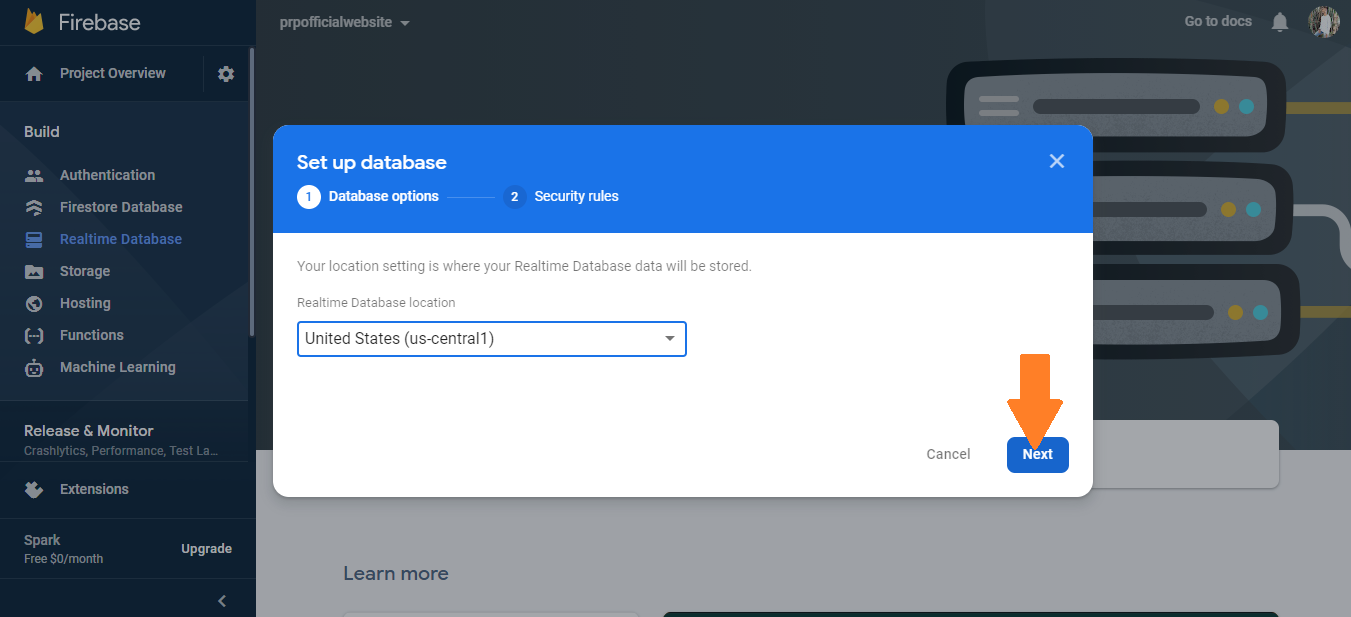 Firebase
prpofficialwebsite
Go to docs
Project Overview
Build
Authentication
Firestore Database
Realtime Database
Storage
Hosting
Functions
Machine Learning
Release & Monitor
Crashlytics, Performance, Test La...
Extensions
Spark
Free $0/month
Upgrade
Set up database
1 Database options
2 Security rules
Your location setting is where your Realtime Database data will be stored.
Realtime Database location
United States (us-central1)
Cancel
Next
Learn more